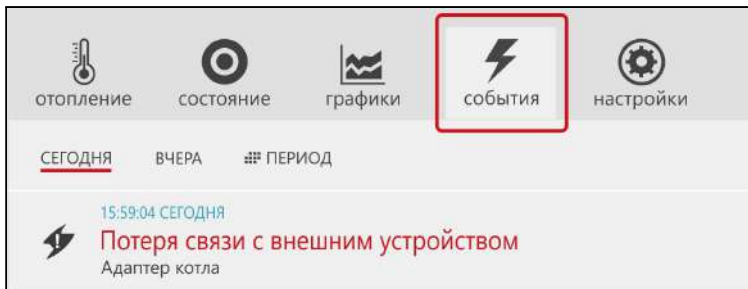 отопление состояние графики события настройки
СЕГОДНЯ ВЧЕРА ПЕРИОД
15:59:04 СЕГОДНЯ
Потеря связи с внешним устройством
Адаптер котла